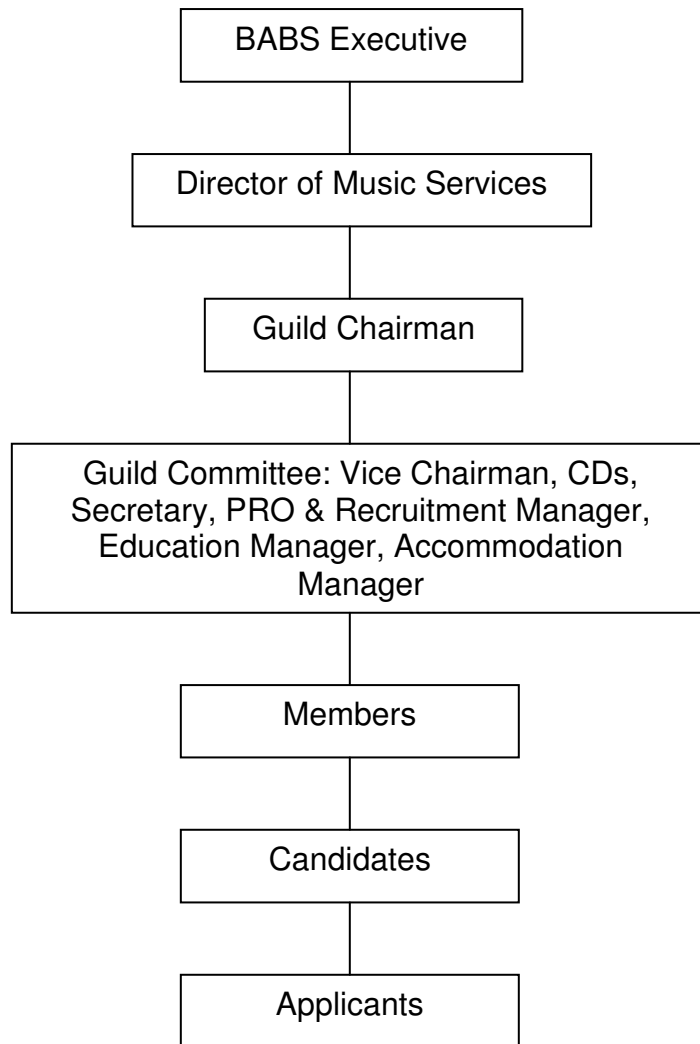 BABS Executive
Director of Music Services
Guild Chairman
Guild Committee: Vice Chairman, CDs,
Secretary, PRO & Recruitment Manager,
Education Manager, Accommodation
Manager
Members
Candidates
Applicants